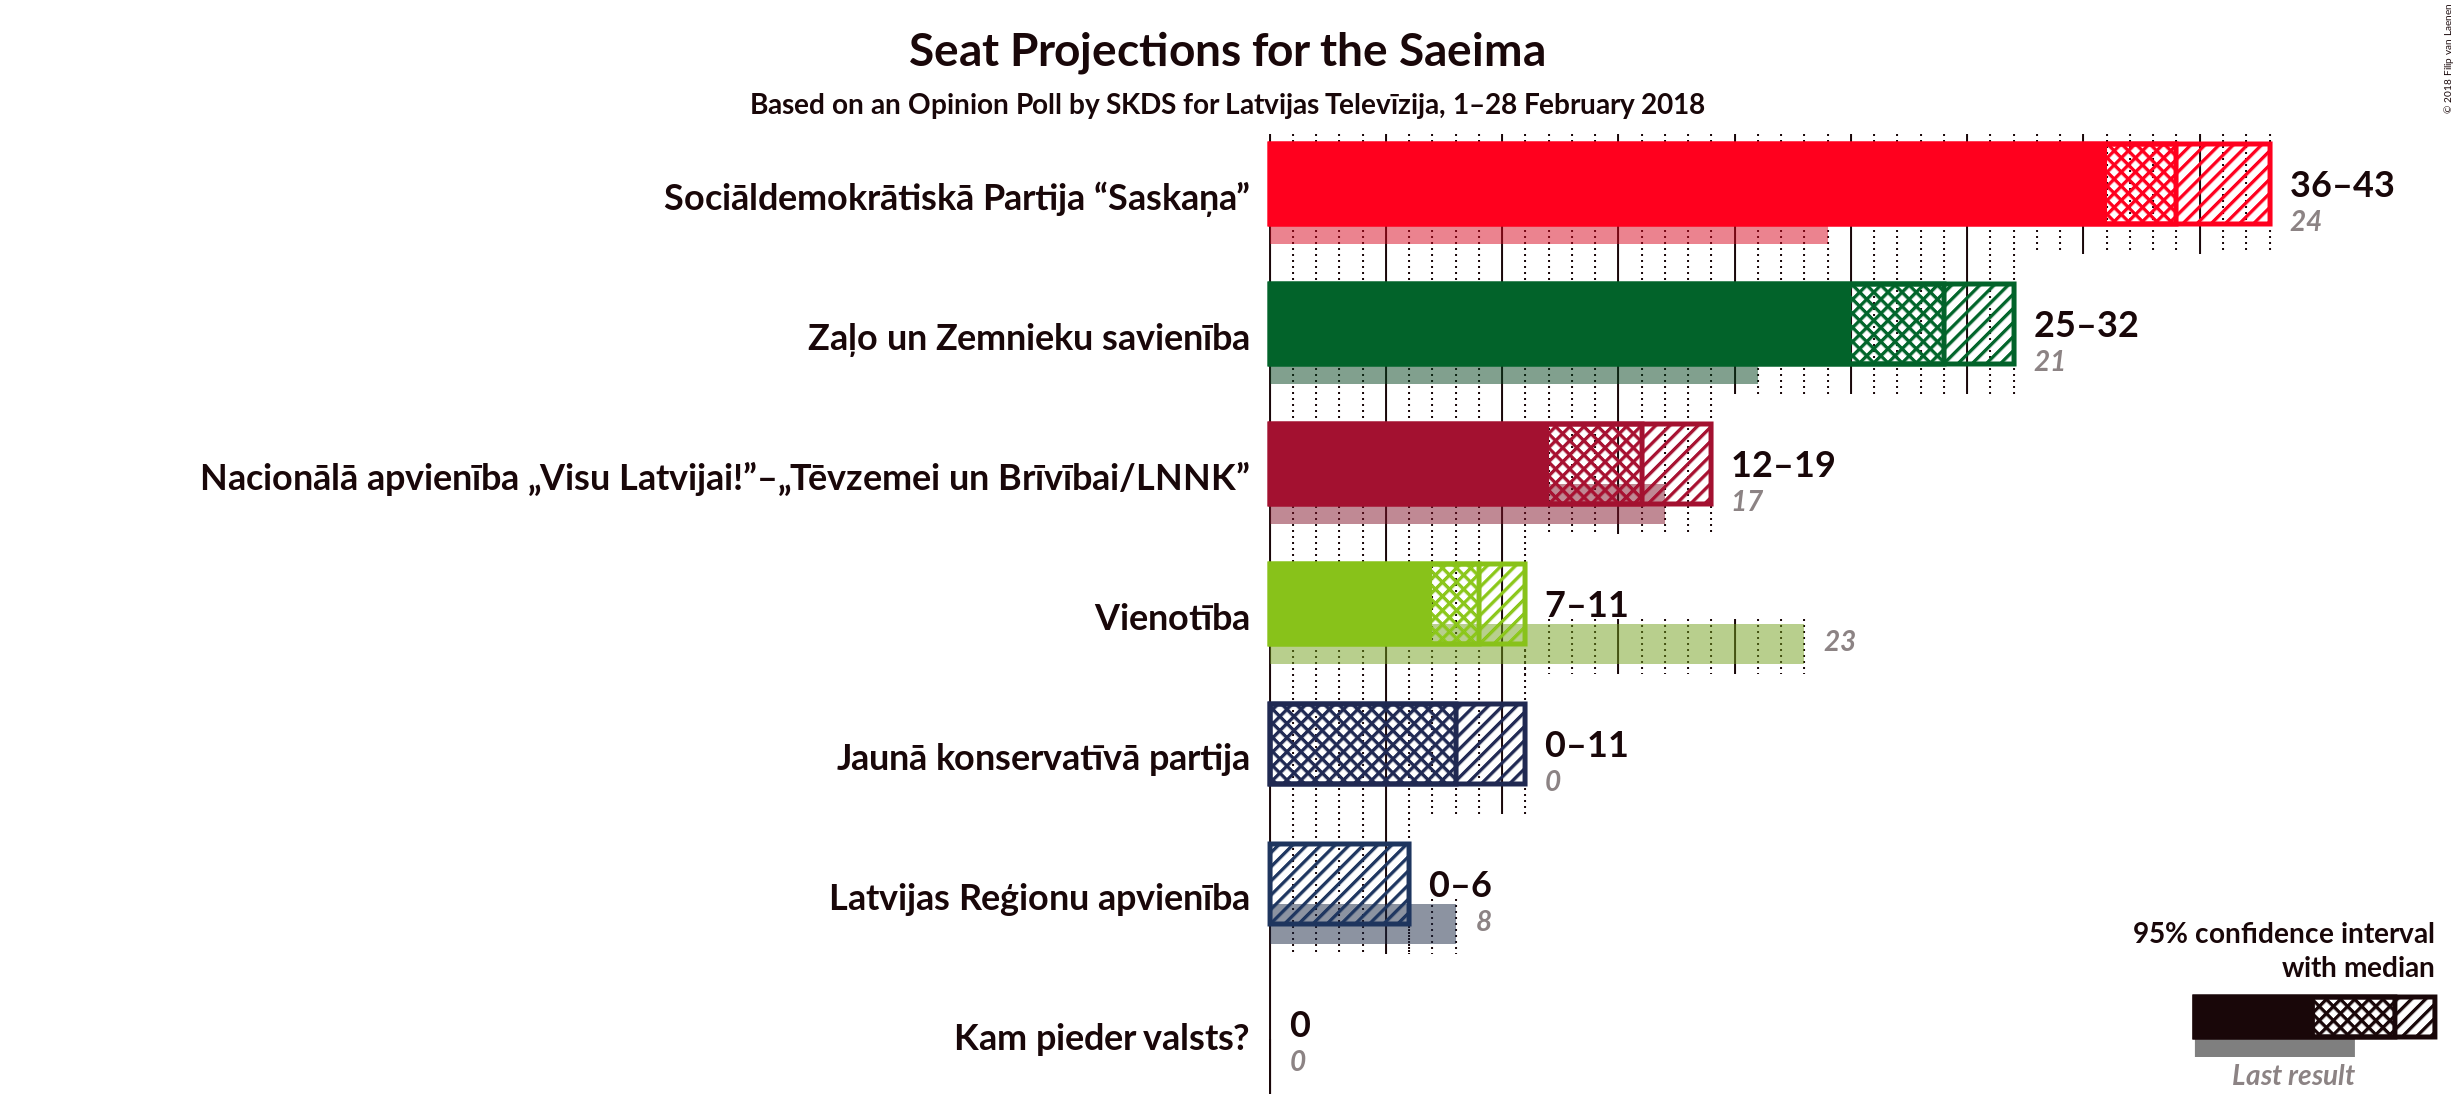 Seat Projections for the Saeima
Based on an Opinion Poll by SKDS for Latvijas Televīzija, 1–28 February 2018
© 2018 Filip van Laenen
Sociāldemokrātiskā Partija “Saskaņa”
36–43
24
Zaļo un Zemnieku savienība
25–32
21
Nacionālā apvienība „Visu Latvijai!”–„Tēvzemei un Brīvībai/LNNK”
12–19
17
Vienotība
7–11
23
Jaunā konservatīvā partija
0–11
0
Latvijas Reģionu apvienība
0–6
8
Kam pieder valsts?
0
0
95% confidence interval
with median
Last result